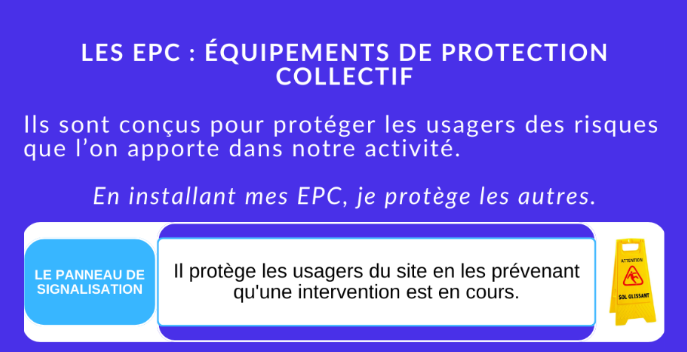 LES EPC : ÉQUIPEMENTS DE PROTECTION
COLLECTIF
Ils sont conçus pour protéger les usagers des risques
que l’on apporte dans notre activité.
En installant mes EPC, je protège les autres.
LE PANNEAU DE
SIGNALISATION
Il protège les usagers du site en les prévenant
qu'une intervention est en cours.
ATTENTION
SOL GLISSANT